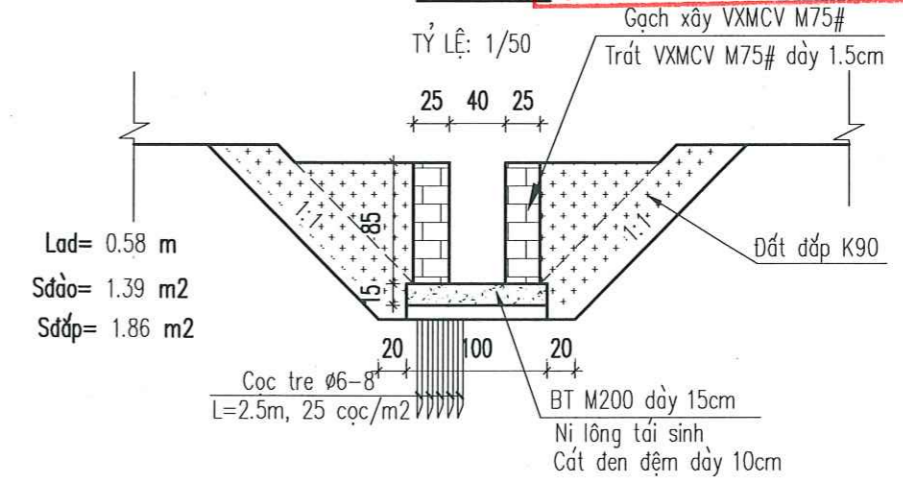 TỶ LỆ: 1/50
Gạch xây VXMCV M75#
Trát VXMCV M75# dày 1.5cm
25 40 25
1:1
85
1:1
Lad= 0.58 m
Sđào= 1.39 m2
Sđắp= 1.86 m2
Đất đắp K90
15
20 100 20
Cọc tre ø6-8
L=2.5m, 25 cọc/m2
BT M200 dày 15cm
Ni lông tái sinh
Cát đen đệm dày 10cm